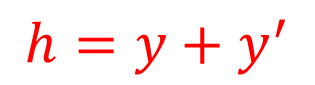 h = y + y′